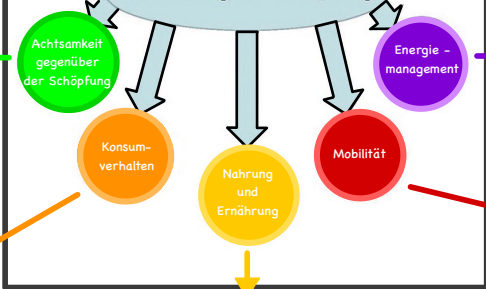 Achtsamkeit
gegenüber
der Schöpfung
Konsum-
verhalten
Nahrung
und
Ernährung
Mobilität
Energie -
management